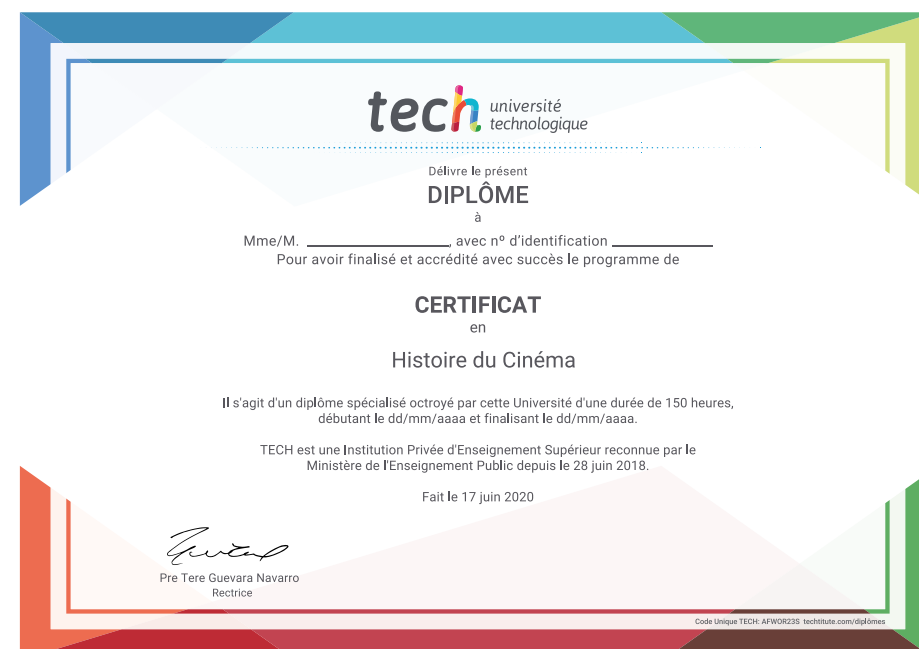 tech université
technologique
Délivre le présent
DIPLÔME
à
Mme/M. ____________________, avec nº d'identification ______________
Pour avoir finalisé et accrédité avec succès le programme de
CERTIFICAT
en
Histoire du Cinéma
Il s'agit d'un diplôme spécialisé octroyé par cette Université d'une durée de 150 heures,
débutant le dd/mm/aaaa et finalisant le dd/mm/aaaa.
TECH est une Institution Privée d'Enseignement Supérieur reconnue par le
Ministère de l'Enseignement Public depuis le 28 juin 2018.
Fait le 17 juin 2020
Pre Tere Guevara Navarro
Rectrice
Code Unique TECH: AFWOR23S techtitute.com/diplômes